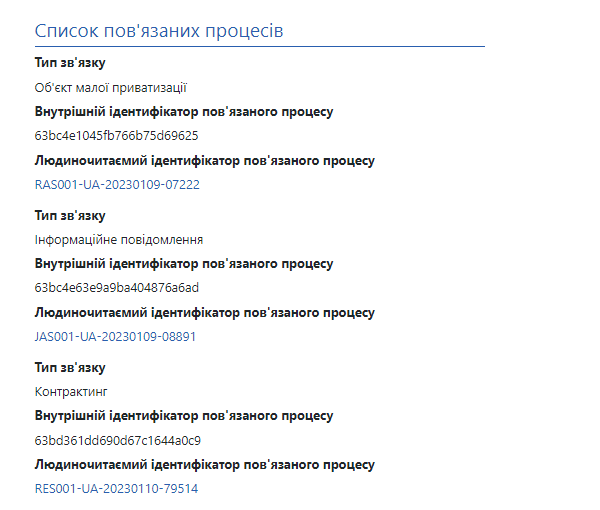 Список пов'язаних процесів
Тип зв'язку
Об'єкт малої приватизації
Внутрішній ідентифікатор пов'язаного процесу
63bc4e1045fb766b75d69625
Людиночитаємий ідентифікатор пов'язаного процесу
RAS001-UA-20230109-07222
Тип зв'язку
Інформаційне повідомлення
Внутрішній ідентифікатор пов'язаного процесу
63bc4e63e9a9ba404876a6ad
Людиночитаємий ідентифікатор пов'язаного процесу
JAS001-UA-20230109-08891
Тип зв'язку
Контрактинг
Внутрішній ідентифікатор пов'язаного процесу
63bd361dd690d67c1644a0c9
Людиночитаємий ідентифікатор пов'язаного процесу
RES001-UA-20230110-79514